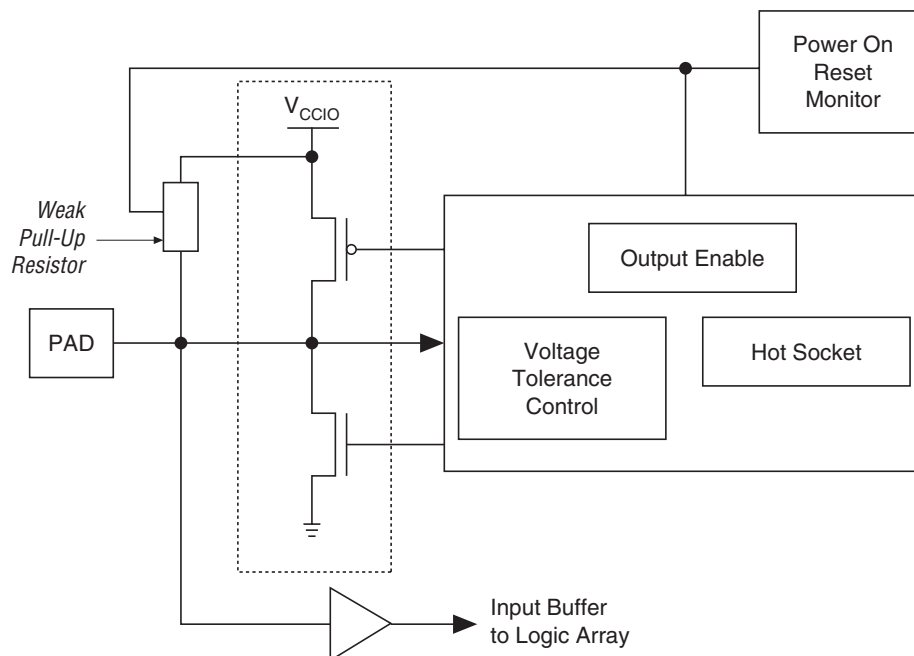 Power On
Reset
Monitor
V_CCIO
Weak
Pull-Up
Resistor
Output Enable
PAD
Voltage
Tolerance
Control
Hot Socket
Input Buffer
to Logic Array